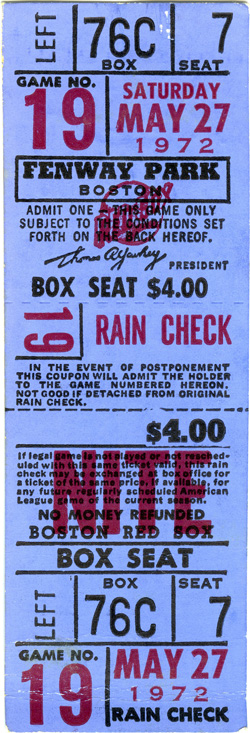 LEFT 76C 7
BOX SEAT
GAME NO. 19
SATURDAY
MAY 27
1972
FENWAY PARK
BOSTON
ADMIT ONE – THIS GAME ONLY
SUBJECT TO THE CONDITIONS SET
FORTH ON THE BACK HEREOF.
Thomas A Yawkey
PRESIDENT
BOX SEAT $4.00
19 RAIN CHECK
IN THE EVENT OF POSTPONEMENT
THIS COUPON WILL ADMIT THE HOLDER
TO THE GAME NUMBERED HEREON.
NOT GOOD IF DETACHED FROM ORIGINAL
RAIN CHECK.
$4.00
If legal game is not played or not resched-
uled with this same ticket valid, this rain
check may be exchanged at box office for
a ticket of the same price, if available, for
any future regularly scheduled American
League game of the current season.
NO MONEY REFUNDED
BOSTON RED SOX
BOX SEAT
BOX SEAT
LEFT 76C 7
GAME NO. 19
MAY 27
1972
RAIN CHECK